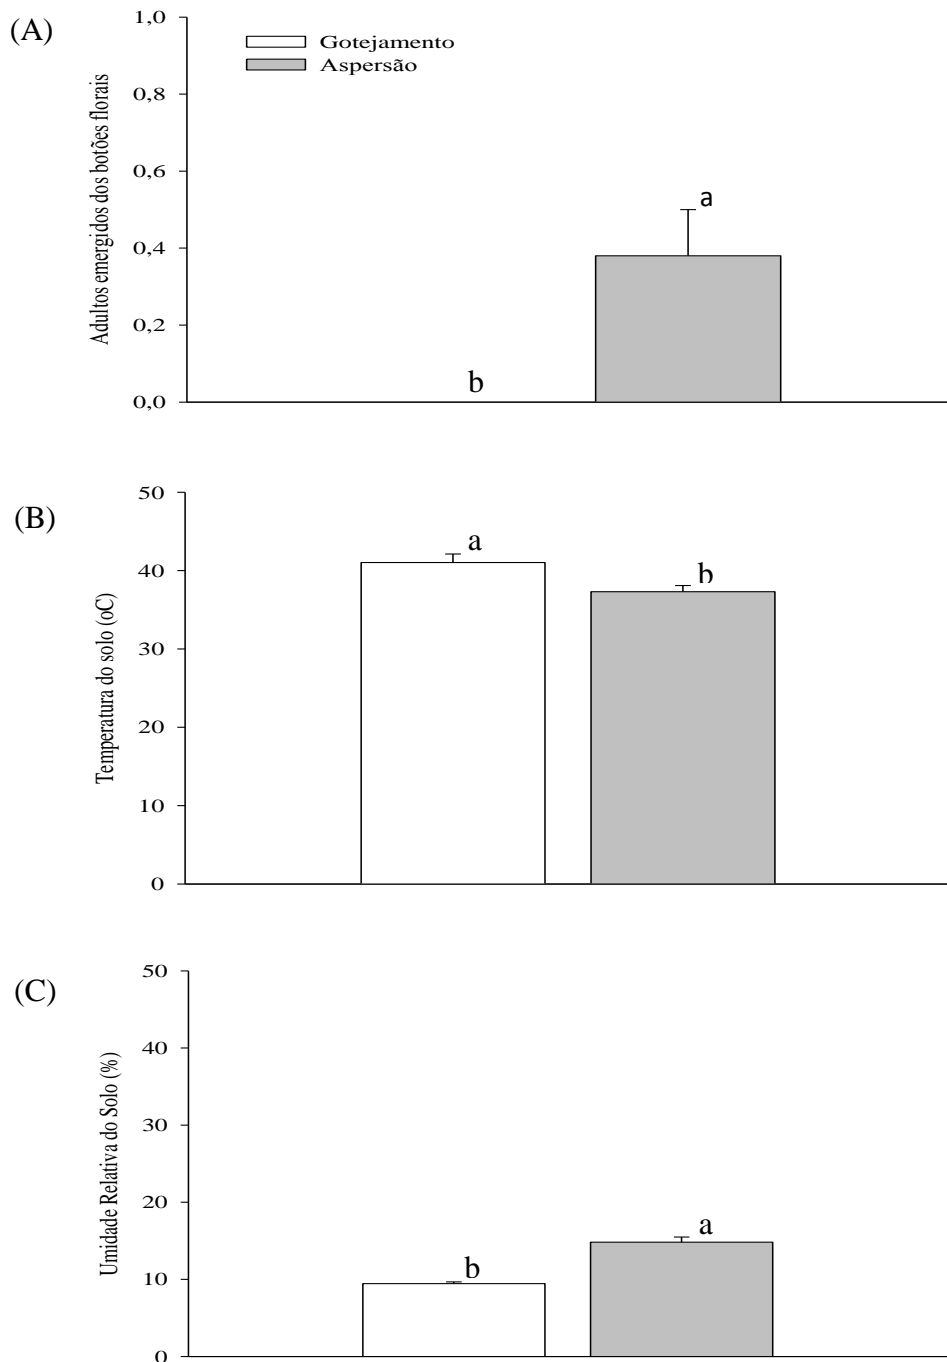 (A)
Adultos emergidos dos botões florais
1,0
0,8
0,6
0,4
0,2
0,0
Gotejamento
Aspersão
b
a
(B)
Temperatura do solo (oC)
50
40
30
20
10
0
a
b
(C)
Umidade Relativa do Solo (%)
50
40
30
20
10
0
b
a